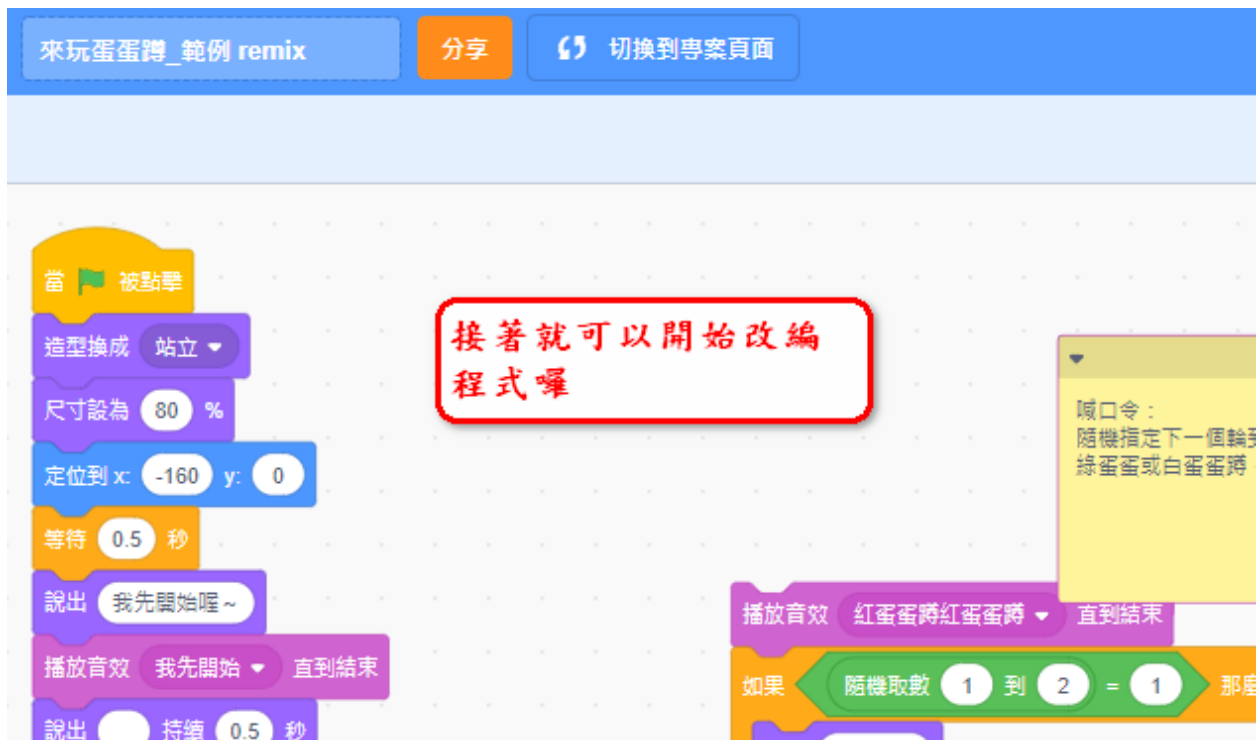 來玩蛋蛋蹲_範例 remix
分享
切換到專案頁面
當 被點擊
造型換成 站立
尺寸設為 80 %
定位到 x: -160 y: 0
等待 0.5 秒
說出 我先開始喔~
播放音效 我先開始 直到結束
說出 持續 0.5 秒
接著就可以開始改編
程式囉
喊口令：
隨機指定下一個輪到
綠蛋蛋或白蛋蛋蹲
播放音效 紅蛋蛋蹲紅蛋蛋蹲 直到結束
如果 隨機取數 1 到 2 = 1 那麼